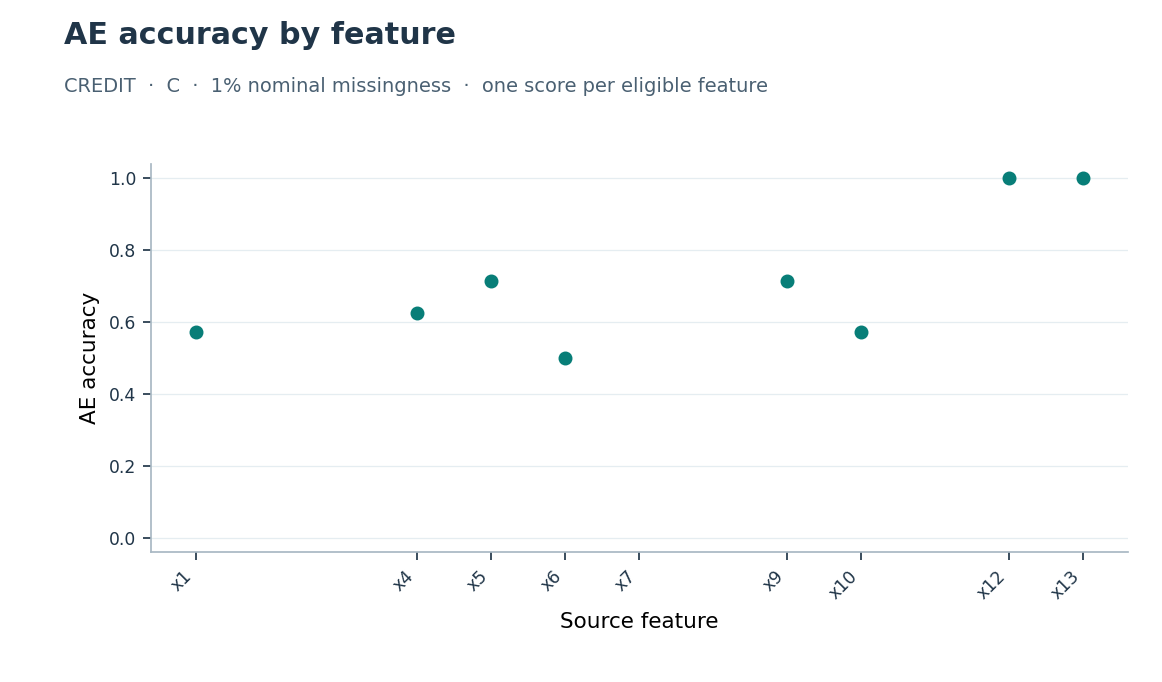 AE accuracy by feature
CREDIT · C · 1% nominal missingness · one score per eligible feature
1.0
0.8
0.6
0.4
0.2
0.0
AE accuracy
x1 x4 x5 x6 x7 x9 x10 x12 x13
Source feature